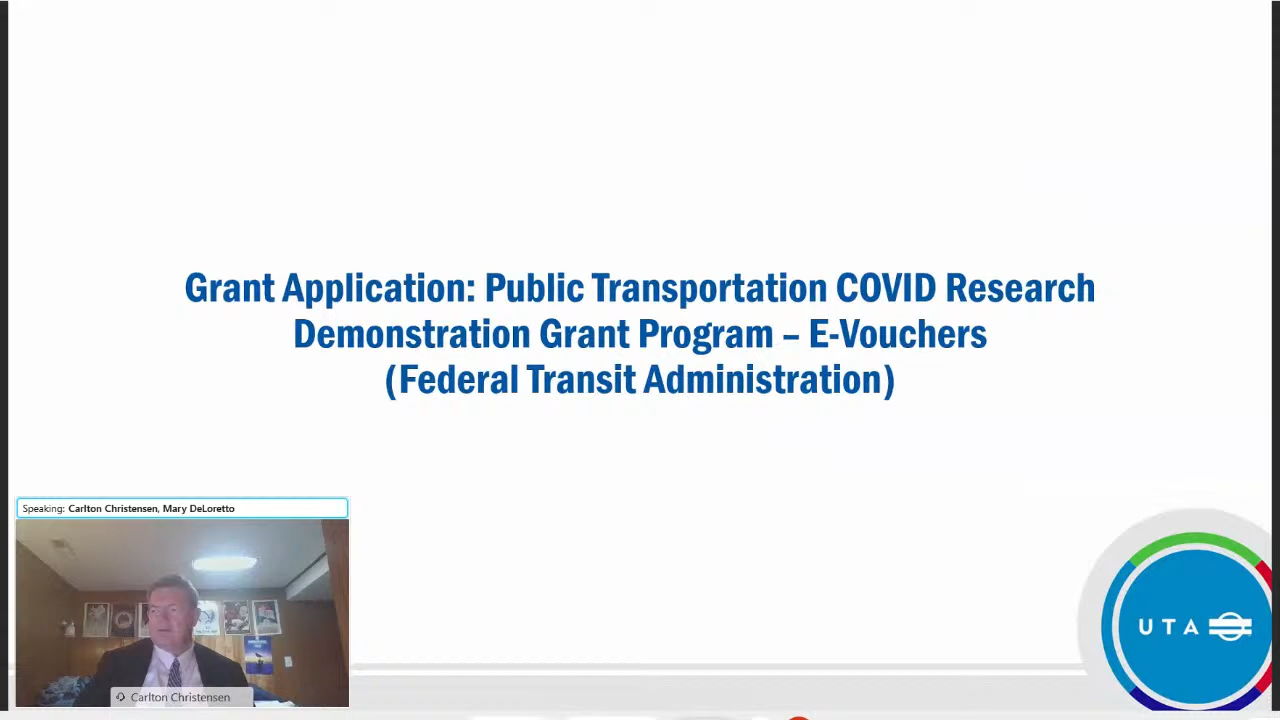 Grant Application: Public Transportation COVID Research
Demonstration Grant Program – E-Vouchers
(Federal Transit Administration)
Speaking: Carlton Christensen, Mary DeLoretto
Carlton Christensen
UTA